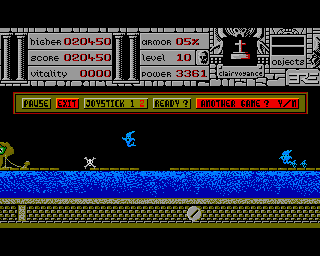 higher 020450 armor 05%
score 020450 level 10
vitality 0000 power 3361
clairvoyance objects
ERE
PAUSE EXIT JOYSTICK 1 2 READY ? ANOTHER GAME ? Y/N